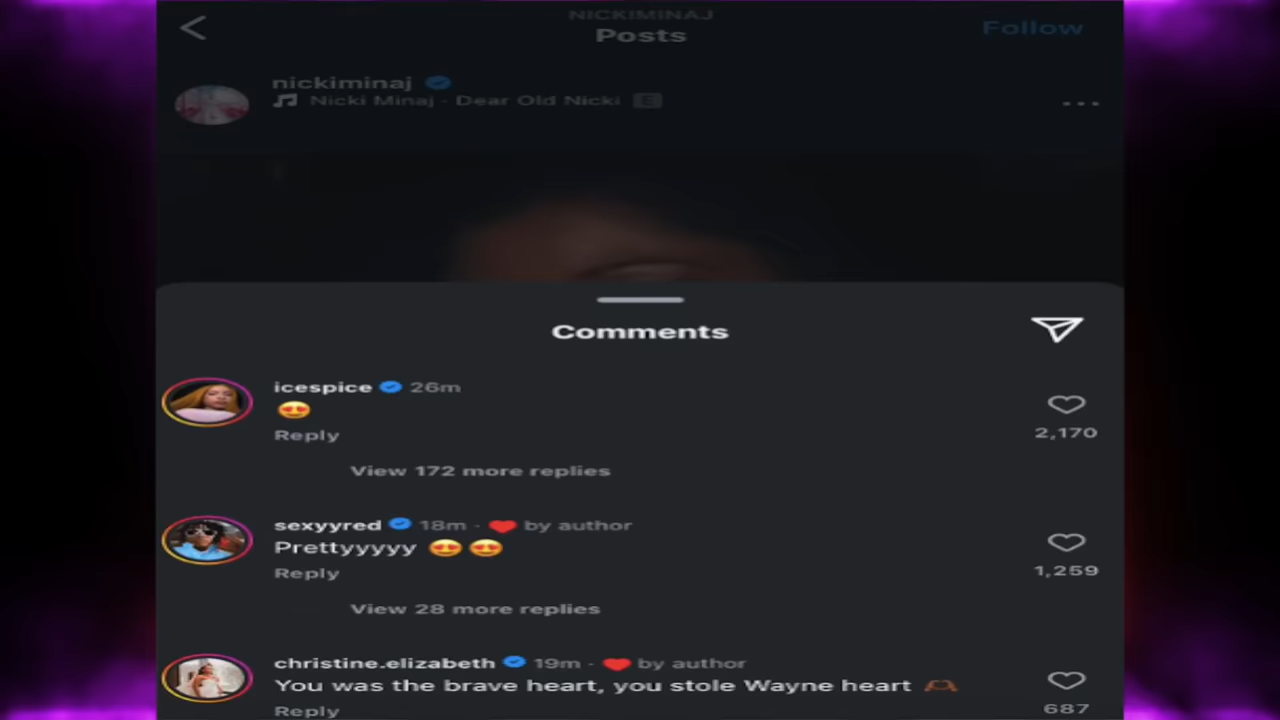 NICKIMINAJ
Posts
Follow
nickiminaj
Nicki Minaj · Dear Old Nicki E
Comments
icespice 26m
😍
Reply
2,170
View 172 more replies
sexyyred 18m · ❤️ by author
Prettyyyyy 😍😍
Reply
1,259
View 28 more replies
christine.elizabeth 19m · ❤️ by author
You was the brave heart, you stole Wayne heart 🫶🏾
Reply
687